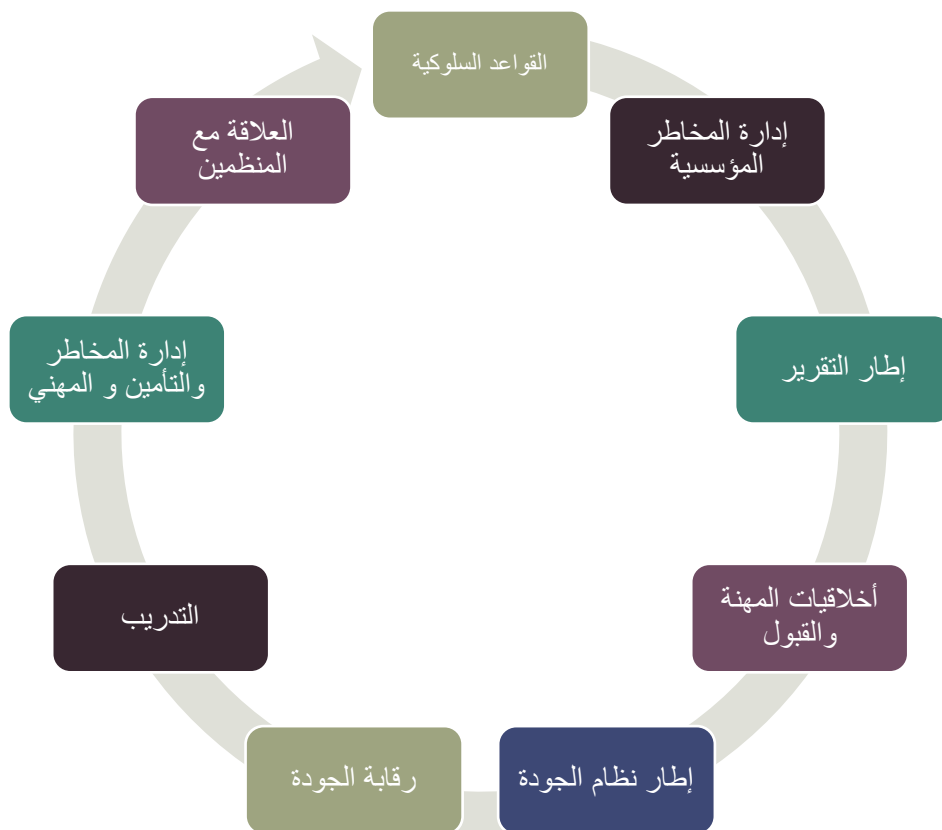 القواعد السلوكية
إدارة المخاطر
المؤسسية
إطار التقرير
أخلاقيات المهنة
والقبول
إطار نظام الجودة
رقابة الجودة
التدريب
إدارة المخاطر
والتأمين و المهني
العلاقة مع
المنظمين